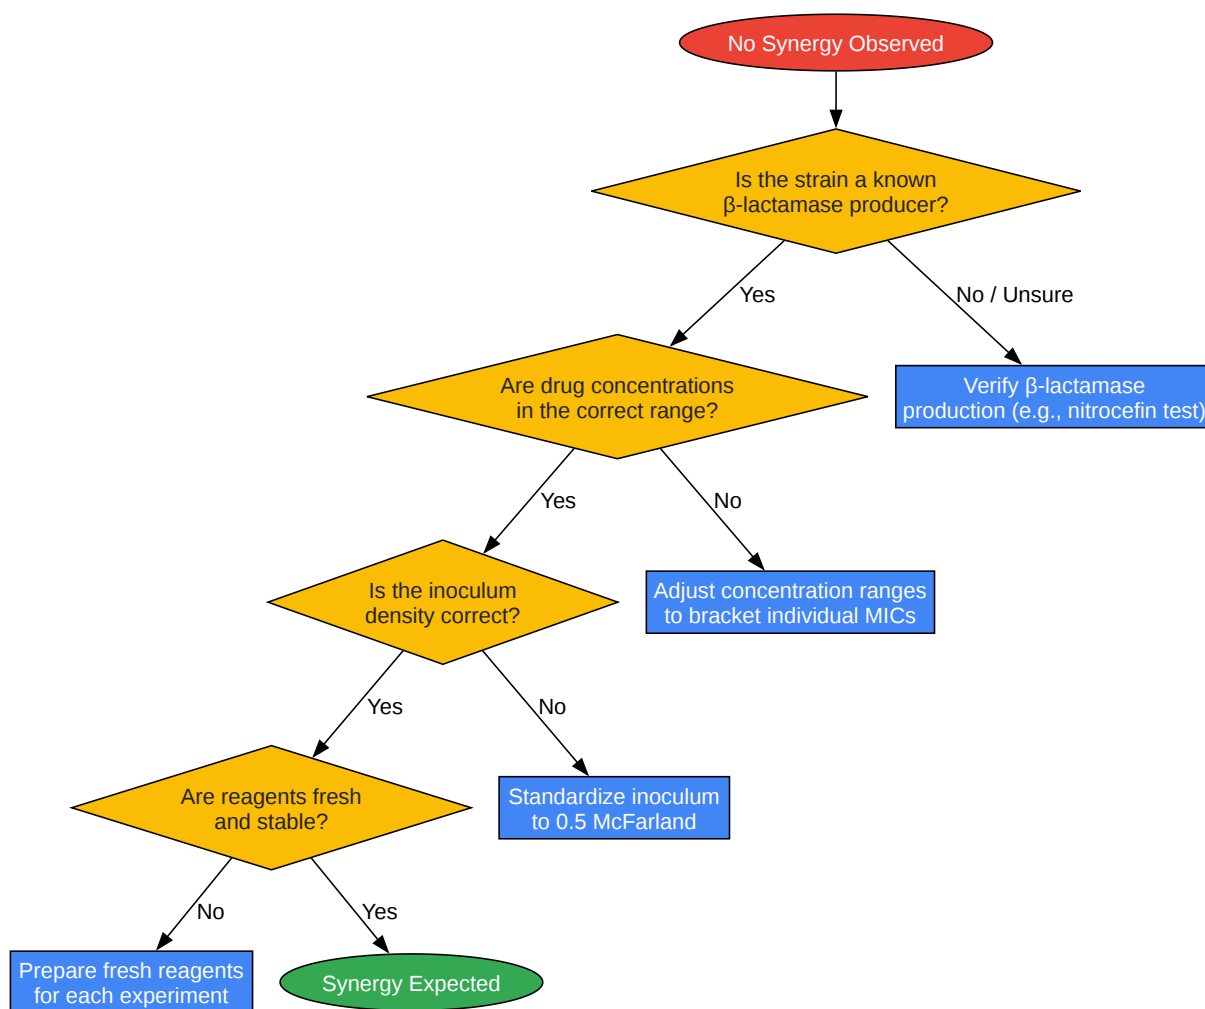 No Synergy Observed
Is the strain a known
β-lactamase producer?
Yes
No / Unsure
Are drug concentrations
in the correct range?
Verify β-lactamase
production (e.g., nitrocefin test)
Yes
No
Is the inoculum
density correct?
Adjust concentration ranges
to bracket individual MICs
Yes
No
Are reagents fresh
and stable?
Standardize inoculum
to 0.5 McFarland
No
Yes
Prepare fresh reagents
for each experiment
Synergy Expected